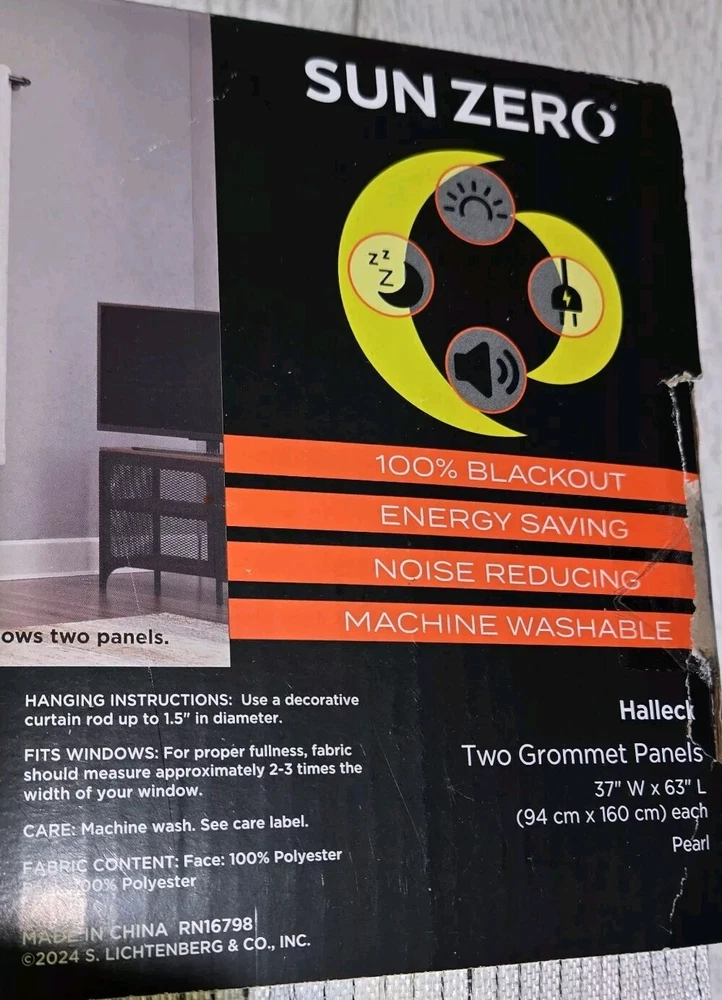 SUN ZERO
z z
Z
100% BLACKOUT
ENERGY SAVING
NOISE REDUCING
MACHINE WASHABLE
ows two panels.
HANGING INSTRUCTIONS: Use a decorative
curtain rod up to 1.5" in diameter.
FITS WINDOWS: For proper fullness, fabric
should measure approximately 2-3 times the
width of your window.
CARE: Machine wash. See care label.
FABRIC CONTENT: Face: 100% Polyester
100% Polyester
MADE IN CHINA RN16798
©2024 S. LICHTENBERG & CO., INC.
Halleck
Two Grommet Panels
37" W x 63" L
(94 cm x 160 cm) each
Pearl